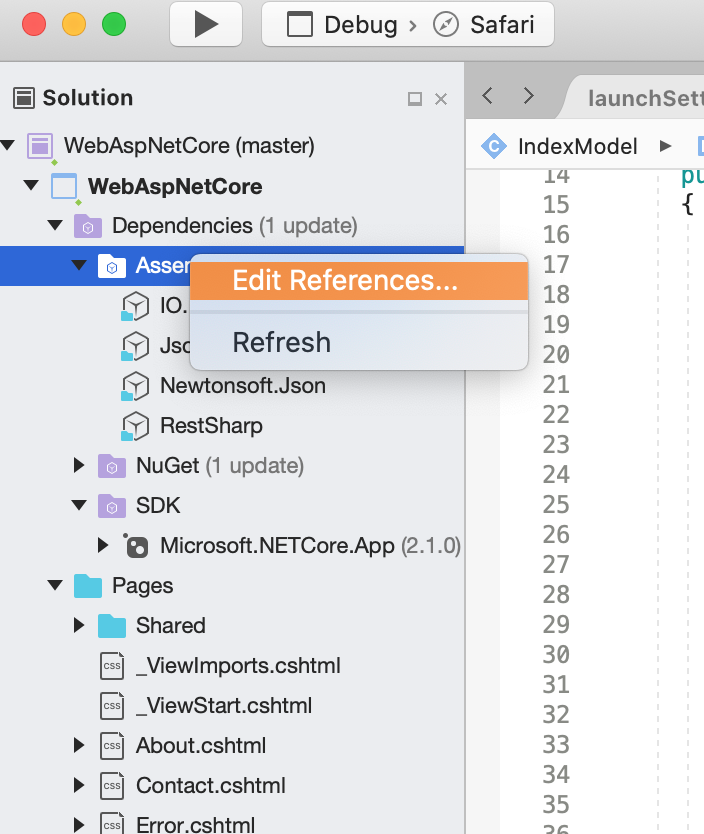 Debug › Safari
Solution
launchSett
WebAspNetCore (master)
IndexModel
WebAspNetCore
Dependencies (1 update)
Asser
Edit References...
IO.
Refresh
Jsc
Newtonsoft.Json
RestSharp
NuGet (1 update)
SDK
Microsoft.NETCore.App (2.1.0)
Pages
Shared
css _ViewImports.cshtml
css _ViewStart.cshtml
css About.cshtml
css Contact.cshtml
css Error.cshtml
C
14 pu
15 {
16
17
18
19
20
21
22
23
24
25
26
27
28
29
30
31
32
33
34
35
36